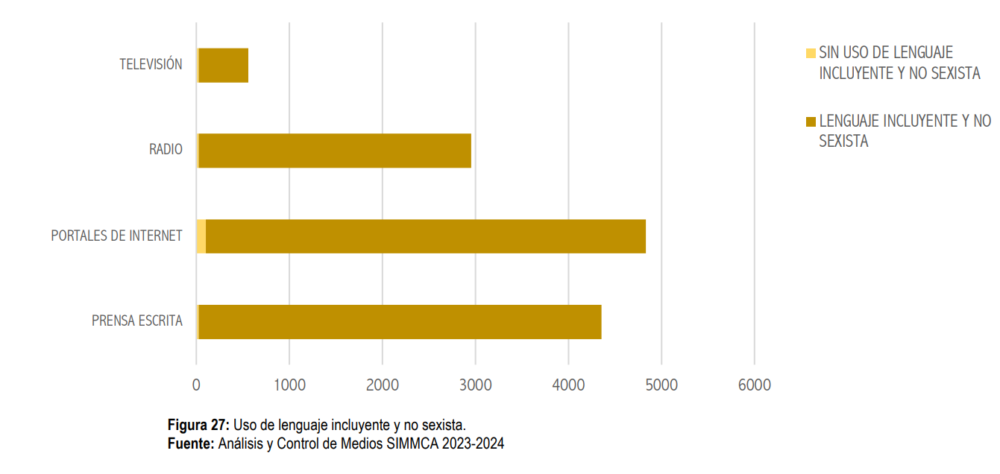 TELEVISIÓN
RADIO
PORTALES DE INTERNET
PRENSA ESCRITA
0 1000 2000 3000 4000 5000 6000
SIN USO DE LENGUAJE
INCLUYENTE Y NO SEXISTA
LENGUAJE INCLUYENTE Y NO
SEXISTA
Figura 27: Uso de lenguaje incluyente y no sexista.
Fuente: Análisis y Control de Medios SIMMCA 2023-2024